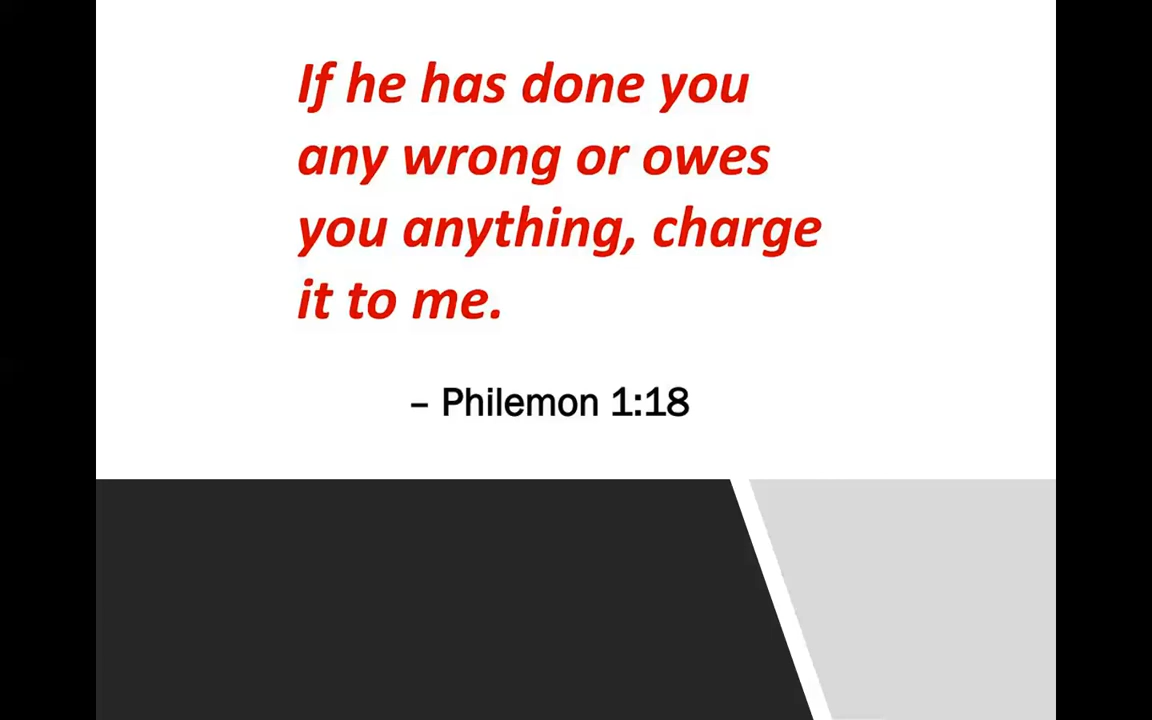 If he has done you
any wrong or owes
you anything, charge
it to me.
– Philemon 1:18